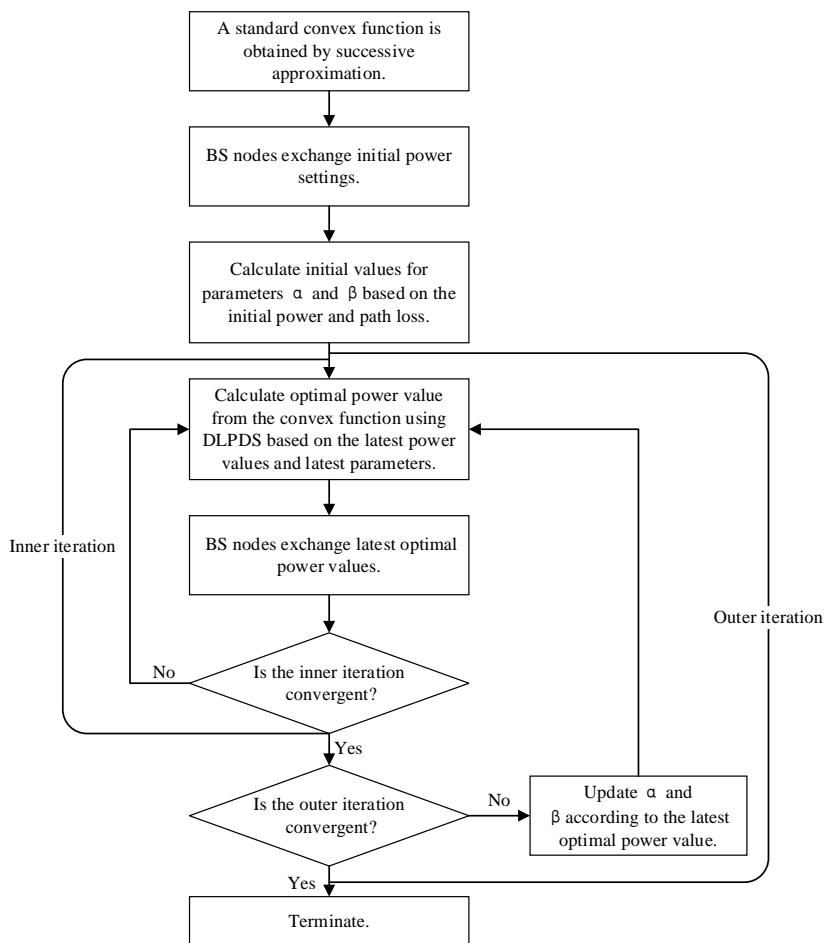 A standard convex function is
obtained by successive
approximation.
BS nodes exchange initial power
settings.
Calculate initial values for
parameters α and β based on the
initial power and path loss.
Calculate optimal power value
from the convex function using
DLPDS based on the latest power
values and latest parameters.
Inner iteration
BS nodes exchange latest optimal
power values.
Outer iteration
No
Is the inner iteration
convergent?
Yes
Is the outer iteration
convergent?
No
Update α and
β according to the latest
optimal power value.
Yes
Terminate.